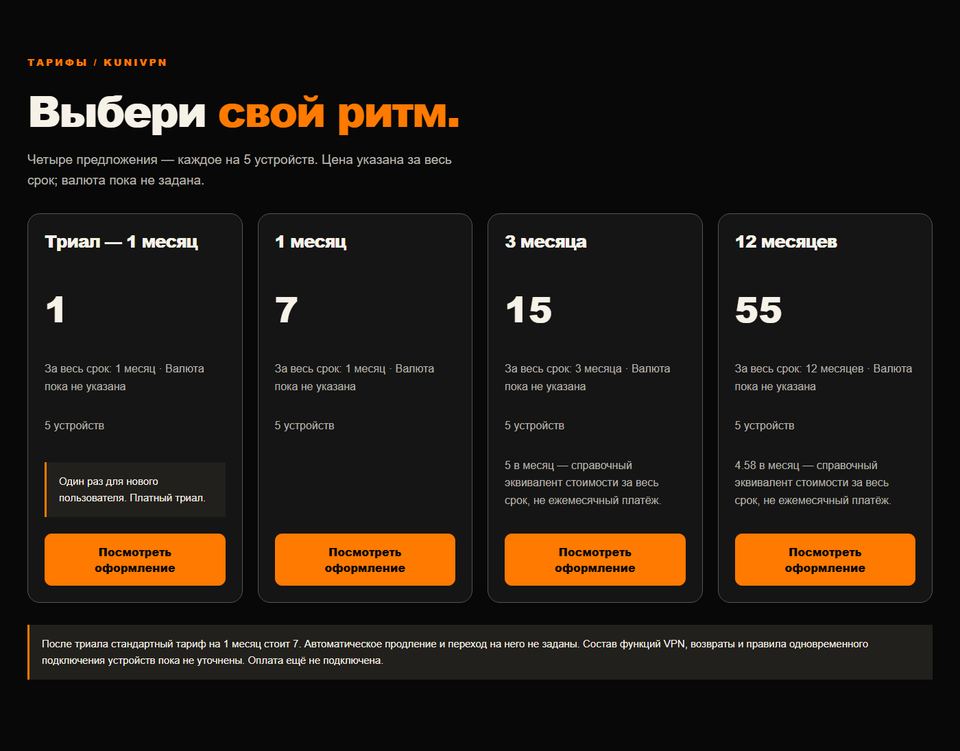 ТАРИФЫ / KUNIVPN
Выбери свой ритм.
Четыре предложения — каждое на 5 устройств. Цена указана за весь
срок; валюта пока не задана.
Триал — 1 месяц
1
За весь срок: 1 месяц · Валюта
пока не указана
5 устройств
Один раз для нового
пользователя. Платный триал.
Посмотреть
оформление
1 месяц
7
За весь срок: 1 месяц · Валюта
пока не указана
5 устройств
Посмотреть
оформление
3 месяца
15
За весь срок: 3 месяца · Валюта
пока не указана
5 устройств
5 в месяц — справочный
эквивалент стоимости за весь
срок, не ежемесячный платёж.
Посмотреть
оформление
12 месяцев
55
За весь срок: 12 месяцев · Валюта
пока не указана
5 устройств
4.58 в месяц — справочный
эквивалент стоимости за весь
срок, не ежемесячный платёж.
Посмотреть
оформление
После триала стандартный тариф на 1 месяц стоит 7. Автоматическое продление и переход на него не заданы. Состав функций VPN, возвраты и правила одновременного
подключения устройств пока не уточнены. Оплата ещё не подключена.